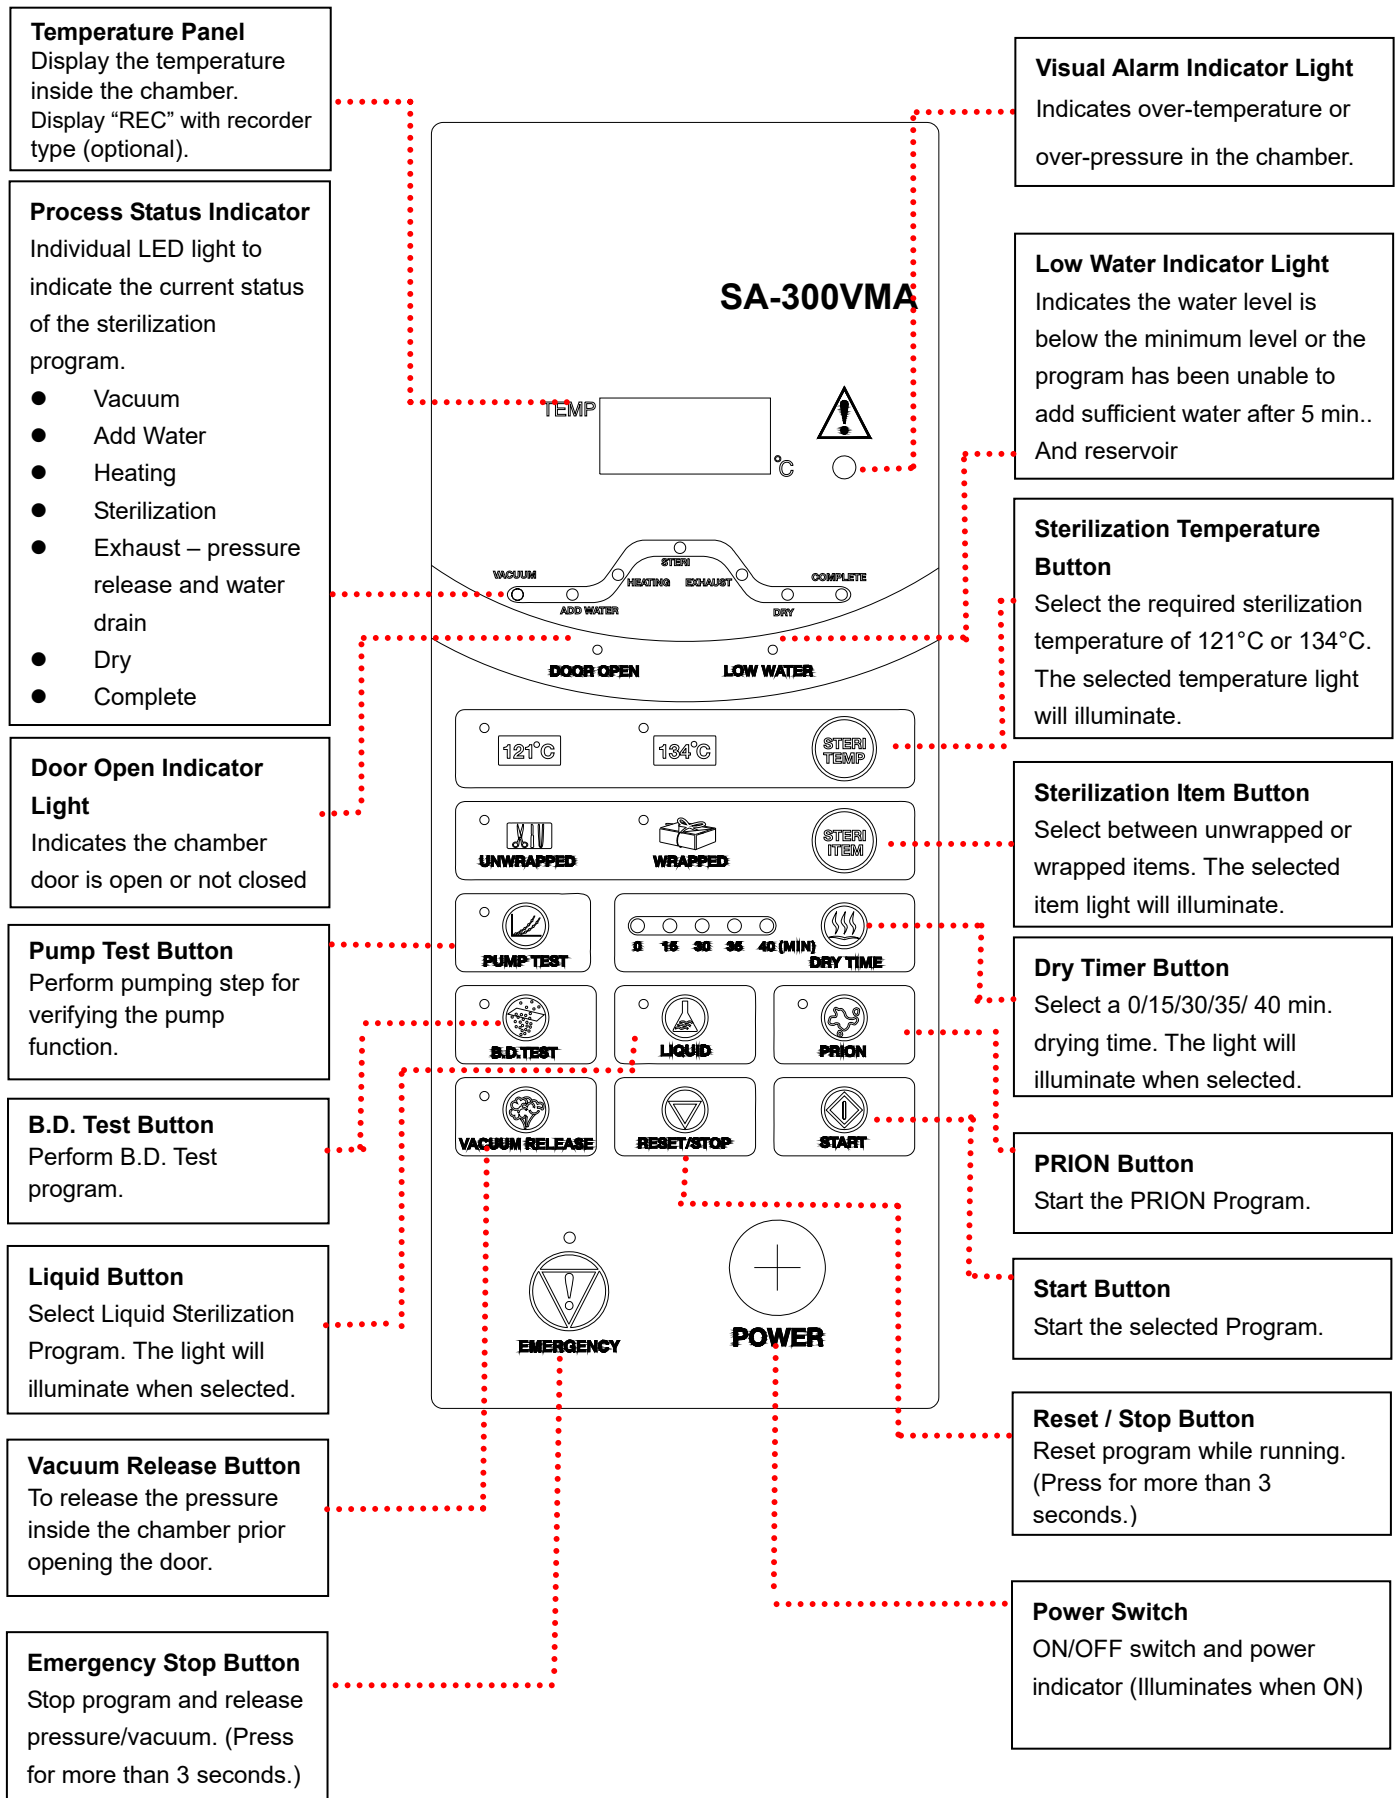 Temperature Panel
Display the temperature
inside the chamber.
Display “REC” with recorder
type (optional).
Process Status Indicator
Individual LED light to
indicate the current status
of the sterilization
program.
● Vacuum
● Add Water
● Heating
● Sterilization
● Exhaust – pressure
release and water
drain
● Dry
● Complete
Door Open Indicator
Light
Indicates the chamber
door is open or not closed
Pump Test Button
Perform pumping step for
verifying the pump
function.
B.D. Test Button
Perform B.D. Test
program.
Liquid Button
Select Liquid Sterilization
Program. The light will
illuminate when selected.
Vacuum Release Button
To release the pressure
inside the chamber prior
opening the door.
Emergency Stop Button
Stop program and release
pressure/vacuum. (Press
for more than 3 seconds.)
SA-300VMA
TEMP
°C
STERI
VACUUM
HEATING EXHAUST
COMPLETE
ADD WATER
DRY
DOOR OPEN
LOW WATER
121°C
134°C
STERI
TEMP
UNWRAPPED
WRAPPED
STERI
ITEM
PUMP TEST
0 15 30 35 40 (MIN)
DRY TIME
B.D.TEST
LIQUID
PRION
VACUUM RELEASE
RESET/STOP
START
EMERGENCY
POWER
Visual Alarm Indicator Light
Indicates over-temperature or
over-pressure in the chamber.
Low Water Indicator Light
Indicates the water level is
below the minimum level or the
program has been unable to
add sufficient water after 5 min..
And reservoir
Sterilization Temperature
Button
Select the required sterilization
temperature of 121°C or 134°C.
The selected temperature light
will illuminate.
Sterilization Item Button
Select between unwrapped or
wrapped items. The selected
item light will illuminate.
Dry Timer Button
Select a 0/15/30/35/ 40 min.
drying time. The light will
illuminate when selected.
PRION Button
Start the PRION Program.
Start Button
Start the selected Program.
Reset / Stop Button
Reset program while running.
(Press for more than 3
seconds.)
Power Switch
ON/OFF switch and power
indicator (Illuminates when ON)